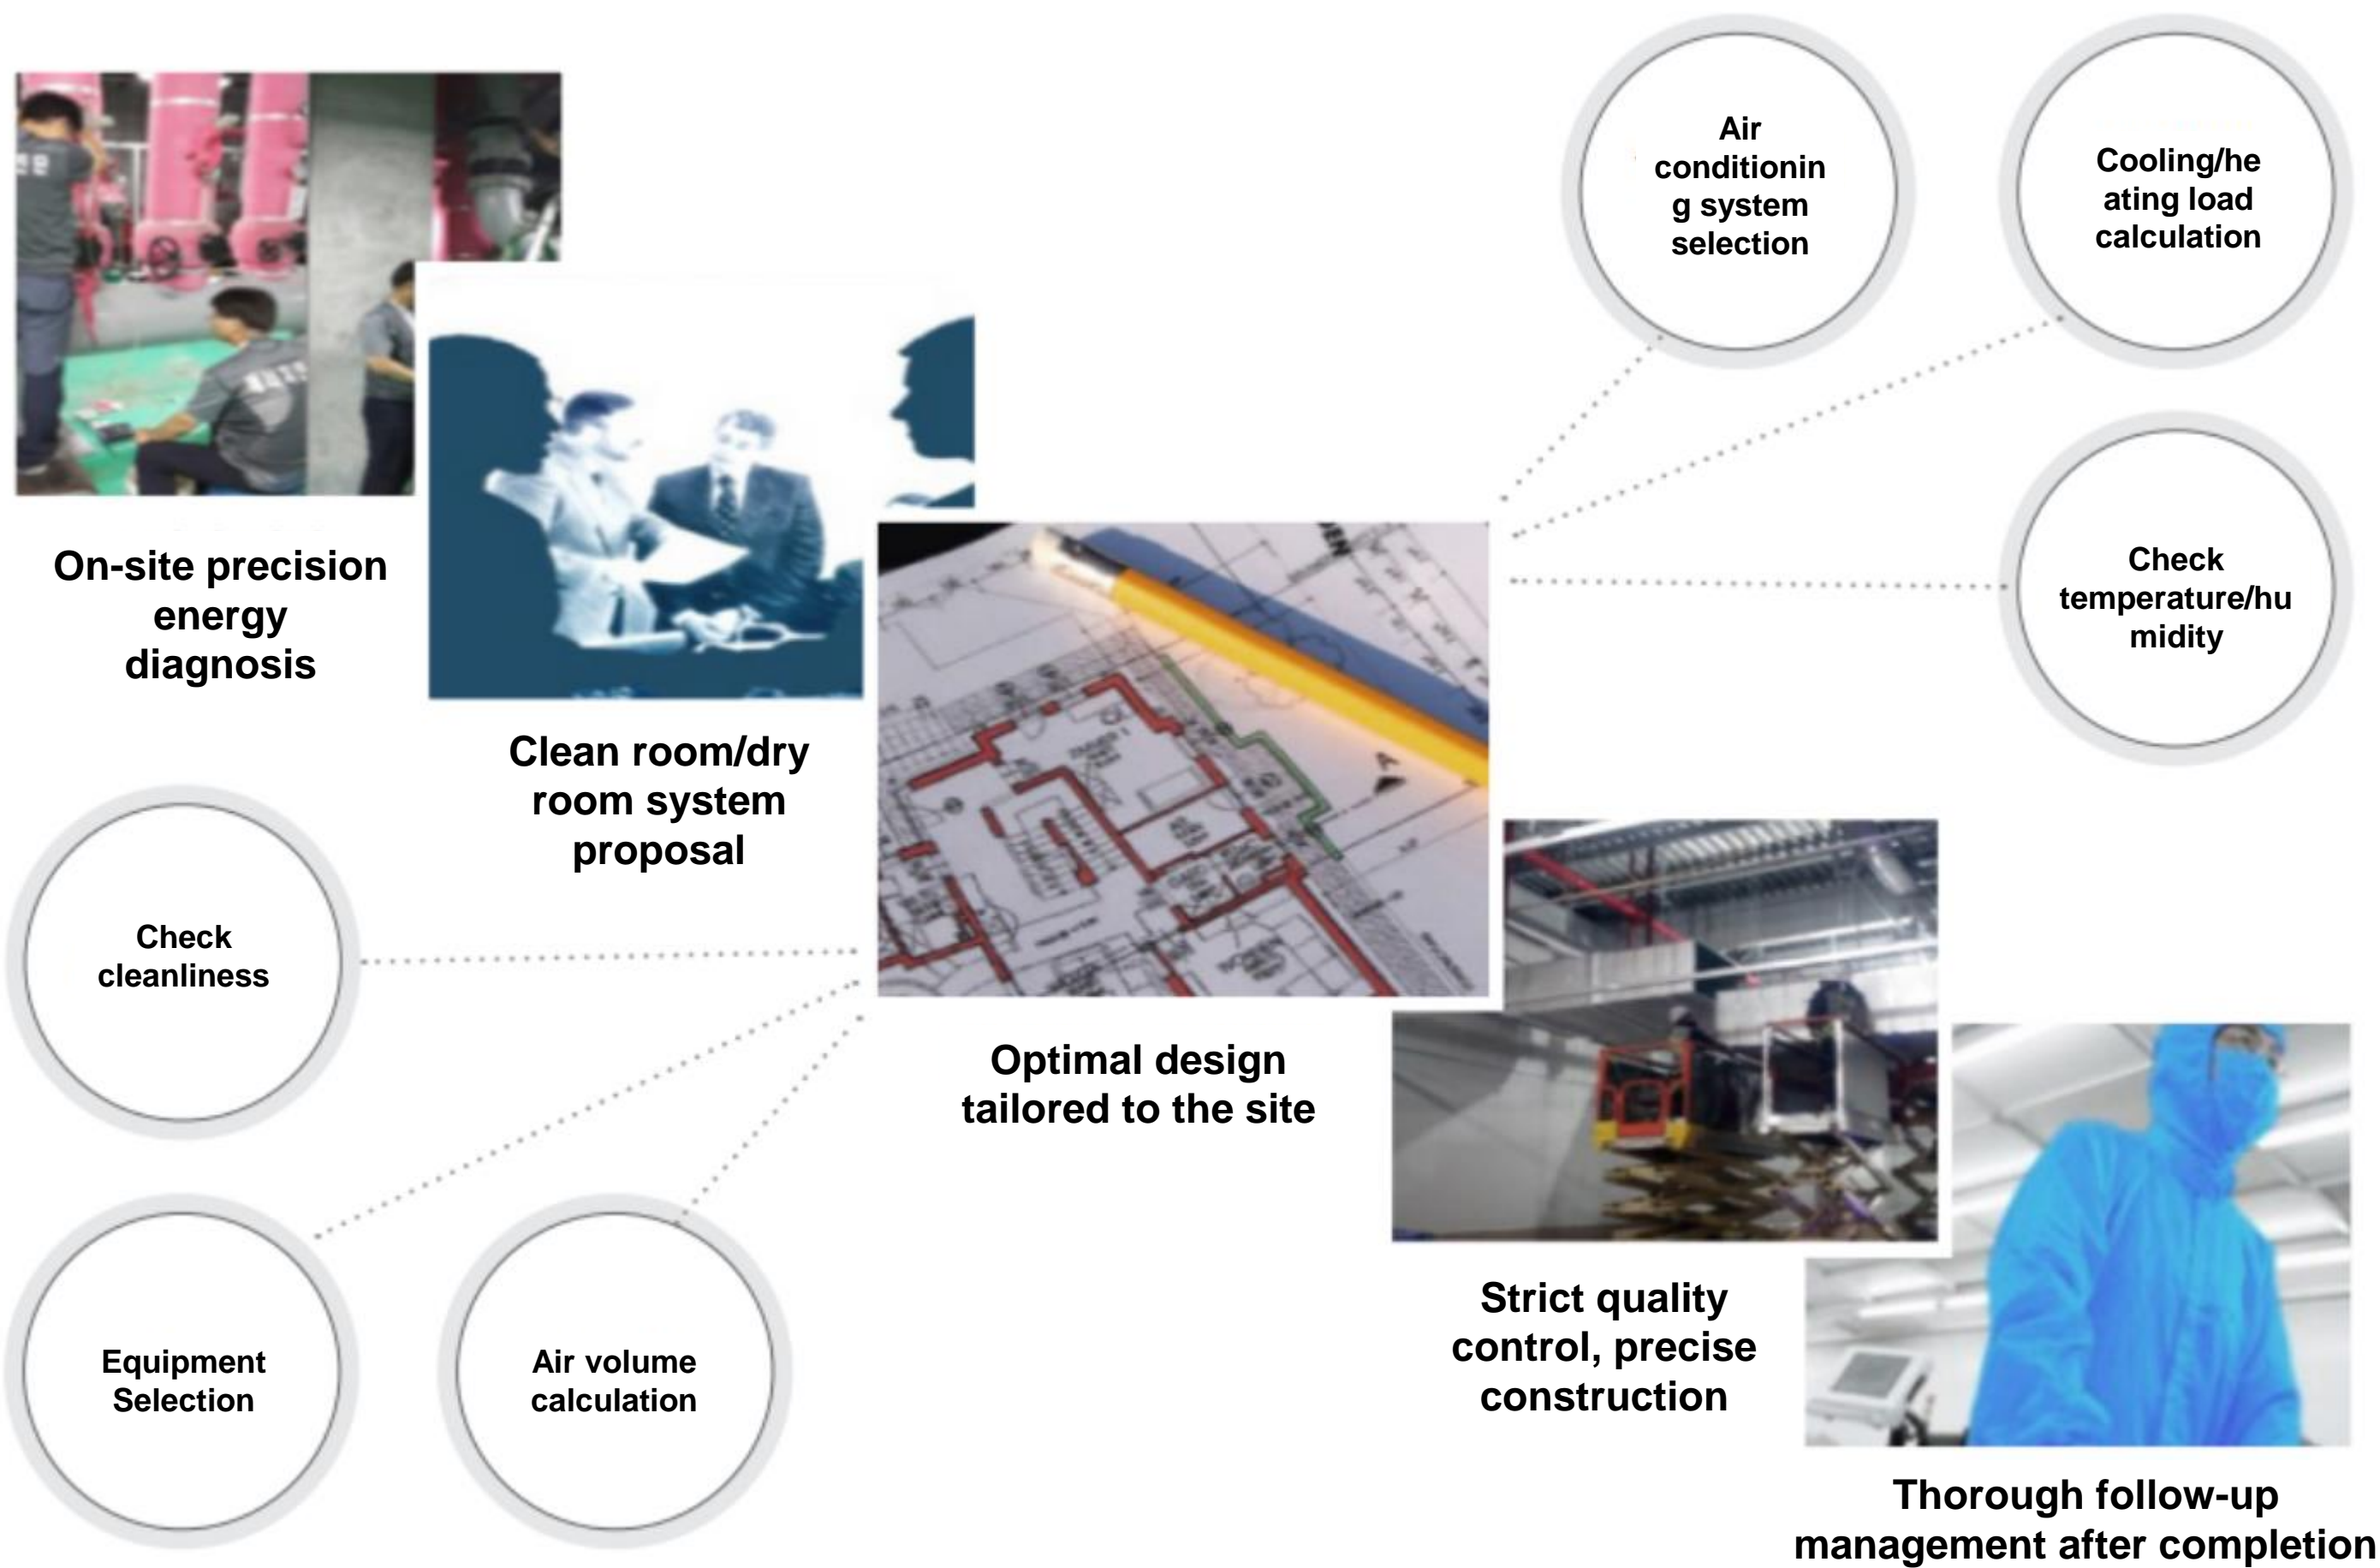 Air
conditionin
g system
selection
Cooling/he
ating load
calculation
On-site precision
energy
diagnosis
Check
temperature/hu
midity
Clean room/dry
room system
proposal
Check
cleanliness
Optimal design
tailored to the site
Equipment
Selection
Air volume
calculation
Strict quality
control, precise
construction
Thorough follow-up
management after completion